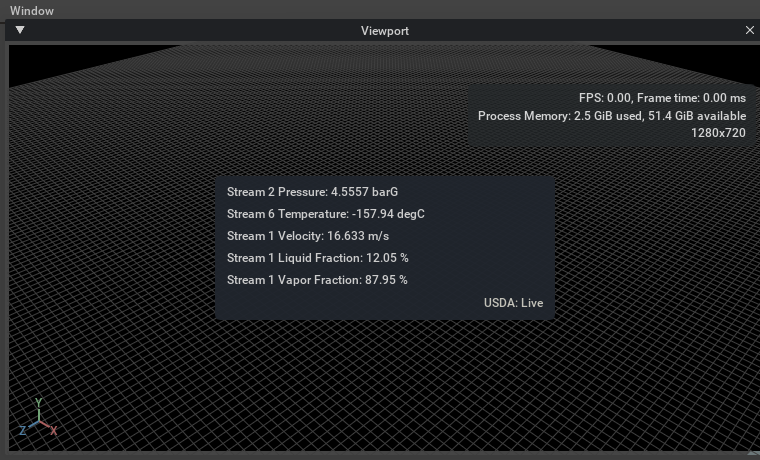 Window
Viewport
FPS: 0.00, Frame time: 0.00 ms
Process Memory: 2.5 GiB used, 51.4 GiB available
1280x720
Stream 2 Pressure: 4.5557 barG
Stream 6 Temperature: -157.94 degC
Stream 1 Velocity: 16.633 m/s
Stream 1 Liquid Fraction: 12.05 %
Stream 1 Vapor Fraction: 87.95 %
USDA: Live
Y
Z X